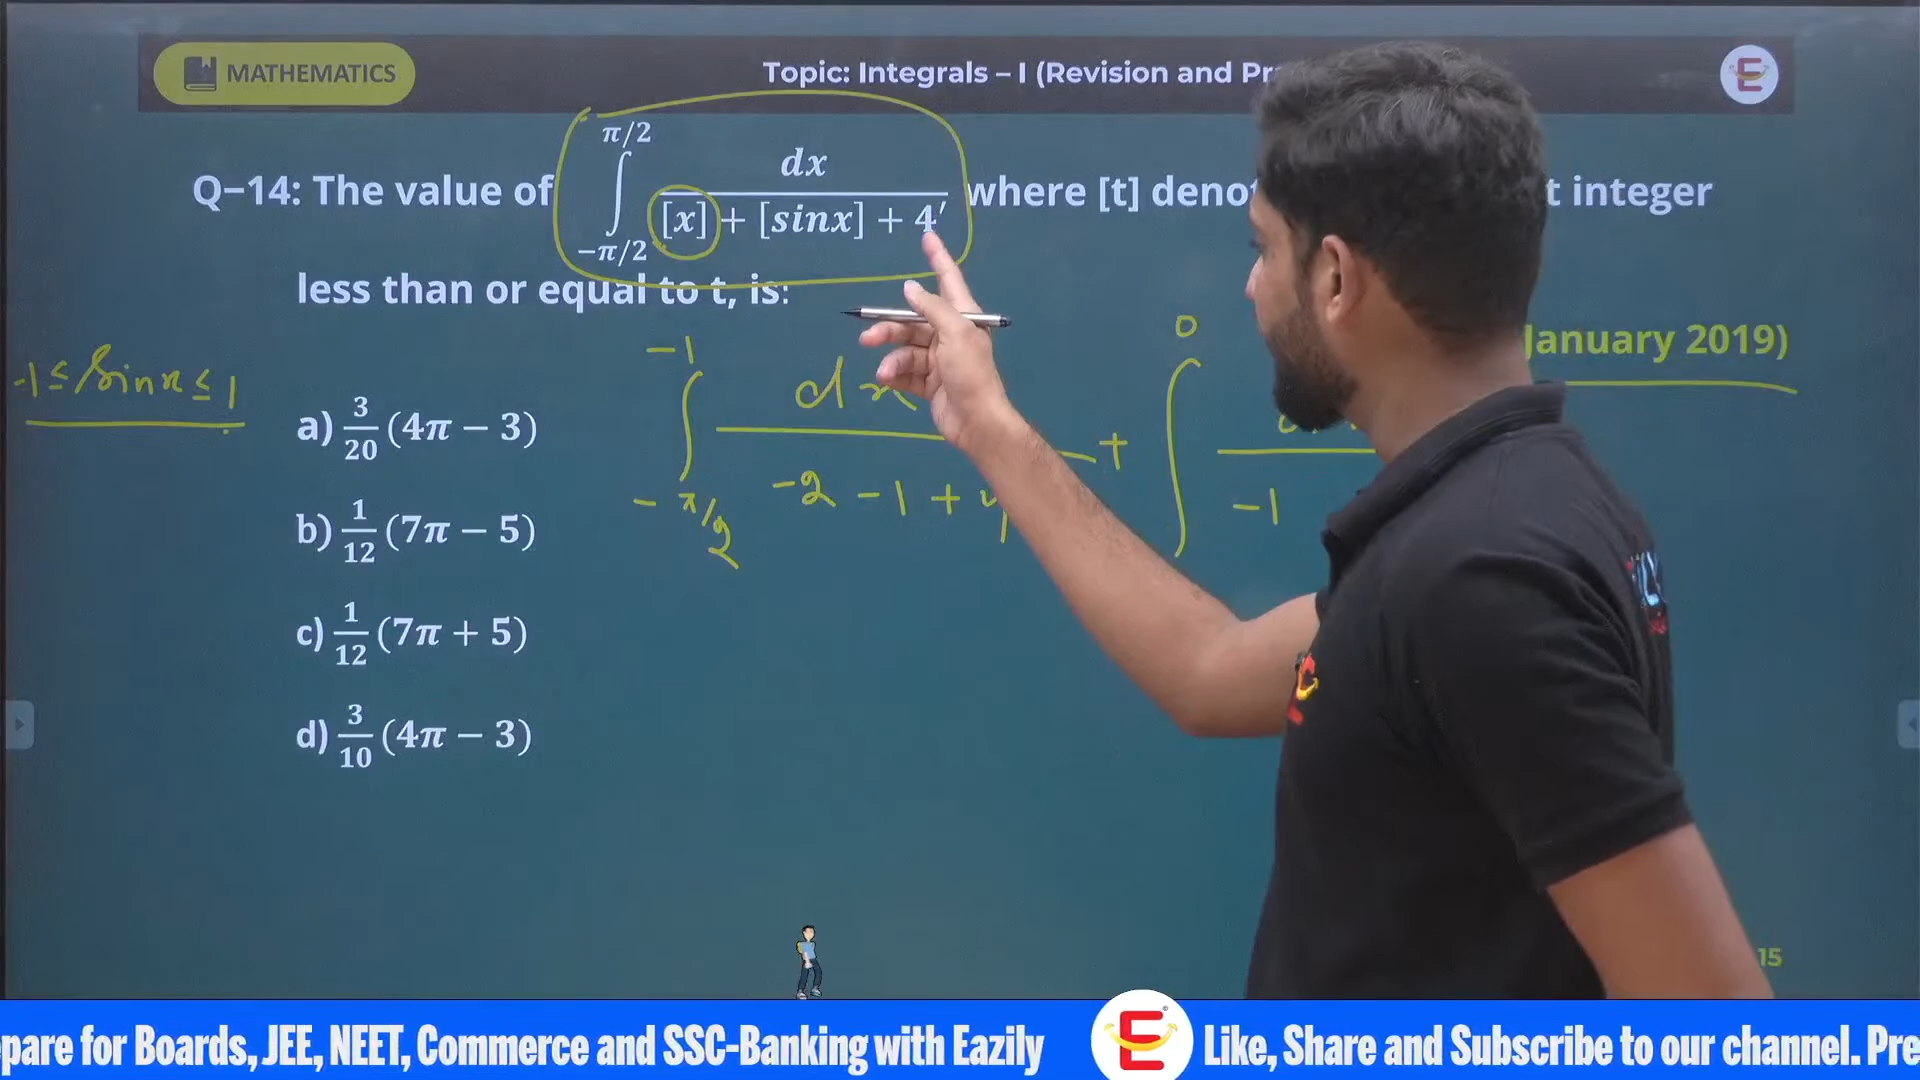 MATHEMATICS
Topic: Integrals – I (Revision and Pr
E
Q–14: The value of ∫_{-π/2}^{π/2} dx / ([x] + [sinx] + 4), where [t] denot t integer
less than or equal to t, is:
January 2019)
-1 ≤ Sinx ≤ 1
∫_{-π/2}^{-1} dx / (-2 -1 + 4) + ∫^{0} / -1
a) 3/20 (4π − 3)
b) 1/12 (7π − 5)
c) 1/12 (7π + 5)
d) 3/10 (4π − 3)
15
pare for Boards, JEE, NEET, Commerce and SSC-Banking with Eazily E Like, Share and Subscribe to our channel. Pre